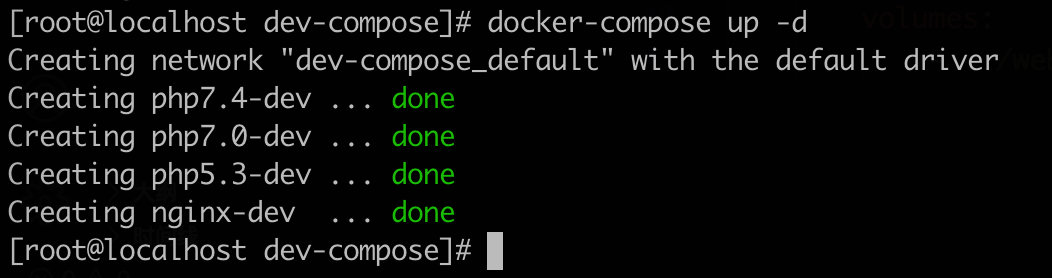 [root@localhost dev-compose]# docker-compose up -d
Creating network "dev-compose_default" with the default driver
Creating php7.4-dev ... done
Creating php7.0-dev ... done
Creating php5.3-dev ... done
Creating nginx-dev  ... done
[root@localhost dev-compose]#
volumes: